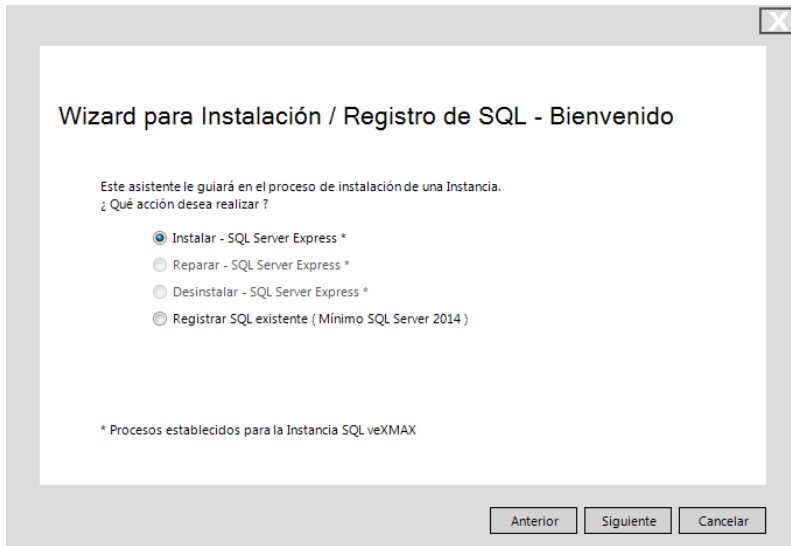 X
Wizard para Instalación / Registro de SQL - Bienvenido
Este asistente le guiará en el proceso de instalación de una Instancia.
¿ Qué acción desea realizar ?
Instalar - SQL Server Express *
Reparar - SQL Server Express *
Desinstalar - SQL Server Express *
Registrar SQL existente ( Mínimo SQL Server 2014 )
* Procesos establecidos para la Instancia SQL veXMAX
Anterior Siguiente Cancelar